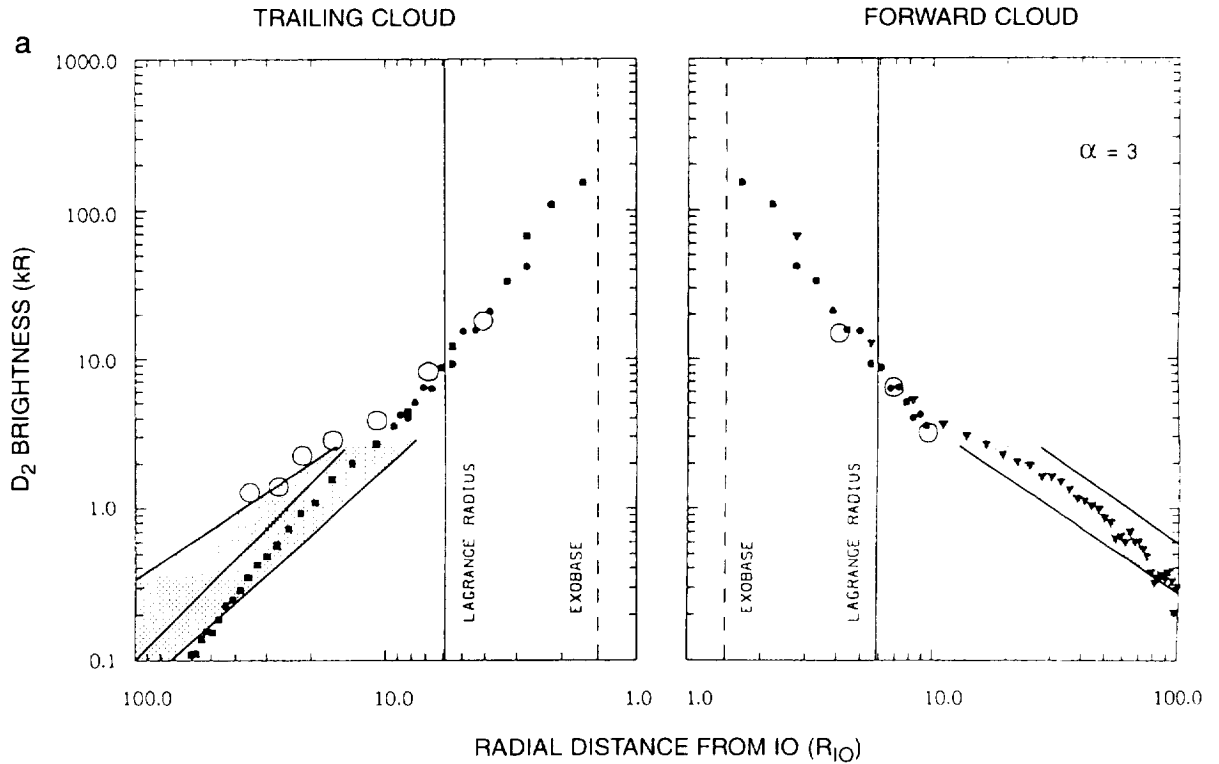 TRAILING CLOUD
FORWARD CLOUD
a
1000.0
100.0
10.0
1.0
0.1
D2 BRIGHTNESS (kR)
α = 3
LAGRANGE RADIUS
EXOBASE
EXOBASE
LAGRANGE RADIUS
100.0
10.0
1.0
1.0
10.0
100.0
RADIAL DISTANCE FROM IO (RIO)